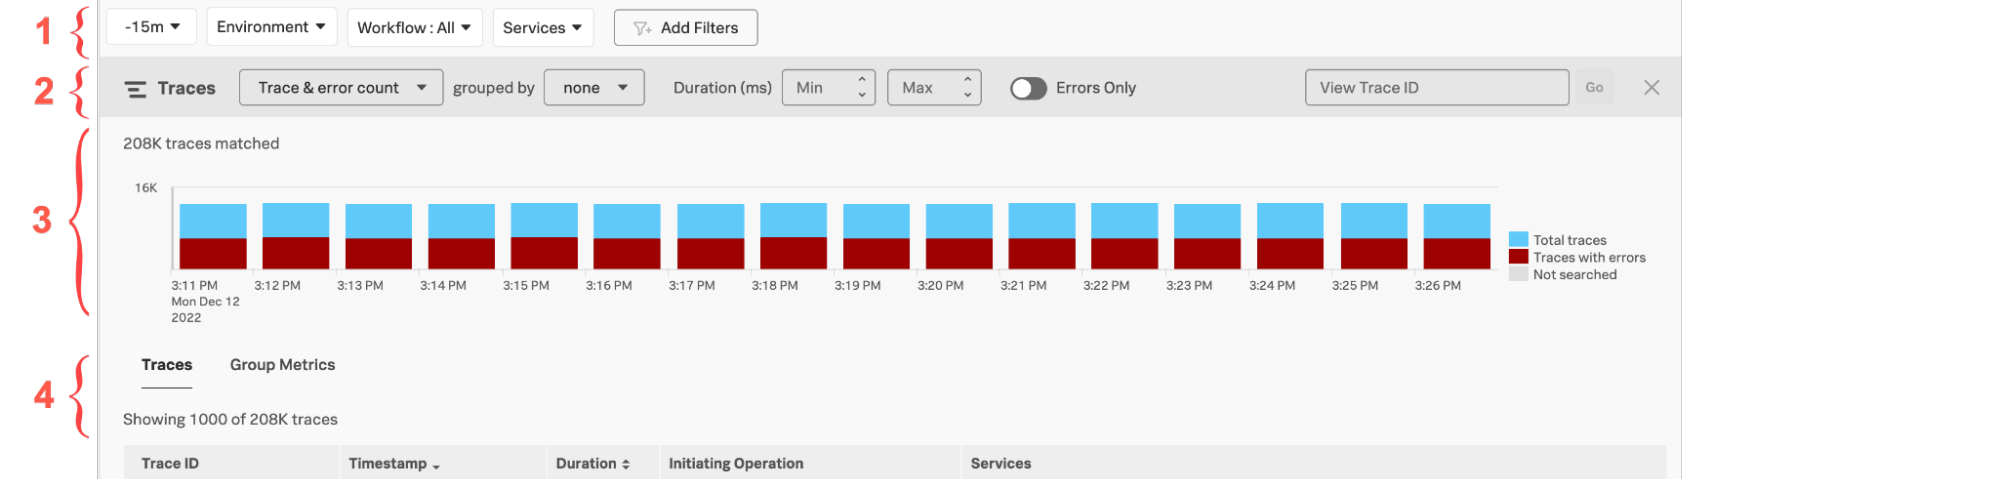 1
-15m Environment Workflow : All Services Add Filters
2
Traces Trace & error count grouped by none Duration (ms) Min Max Errors Only View Trace ID Go
3
208K traces matched
16K
Total traces
Traces with errors
Not searched
3:11 PM 3:12 PM 3:13 PM 3:14 PM 3:15 PM 3:16 PM 3:17 PM 3:18 PM 3:19 PM 3:20 PM 3:21 PM 3:22 PM 3:23 PM 3:24 PM 3:25 PM 3:26 PM
Mon Dec 12
2022
4
Traces Group Metrics
Showing 1000 of 208K traces
Trace ID Timestamp Duration Initiating Operation Services